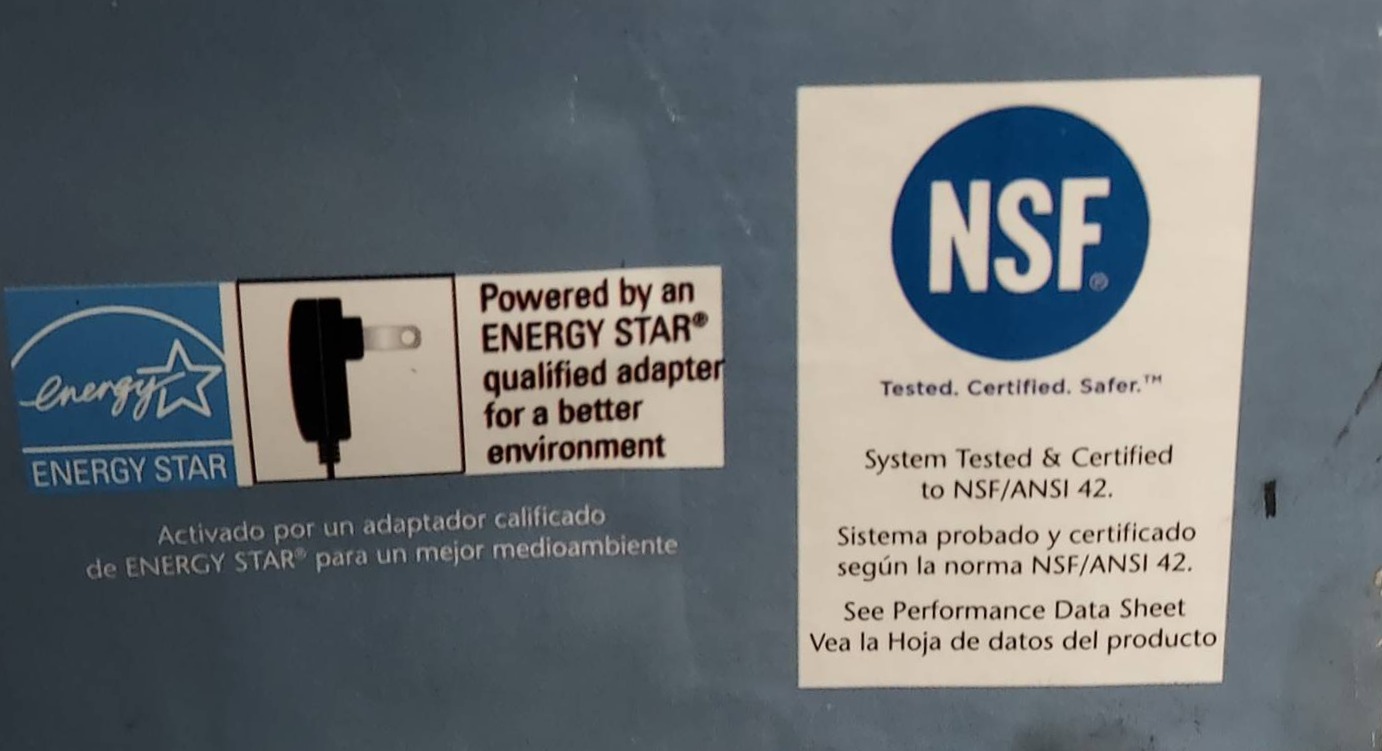 energy
ENERGY STAR
Powered by an
ENERGY STAR®
qualified adapter
for a better
environment
Activado por un adaptador calificado
de ENERGY STAR® para un mejor medioambiente
NSF®
Tested. Certified. Safer.™
System Tested & Certified
to NSF/ANSI 42.
Sistema probado y certificado
según la norma NSF/ANSI 42.
See Performance Data Sheet
Vea la Hoja de datos del producto